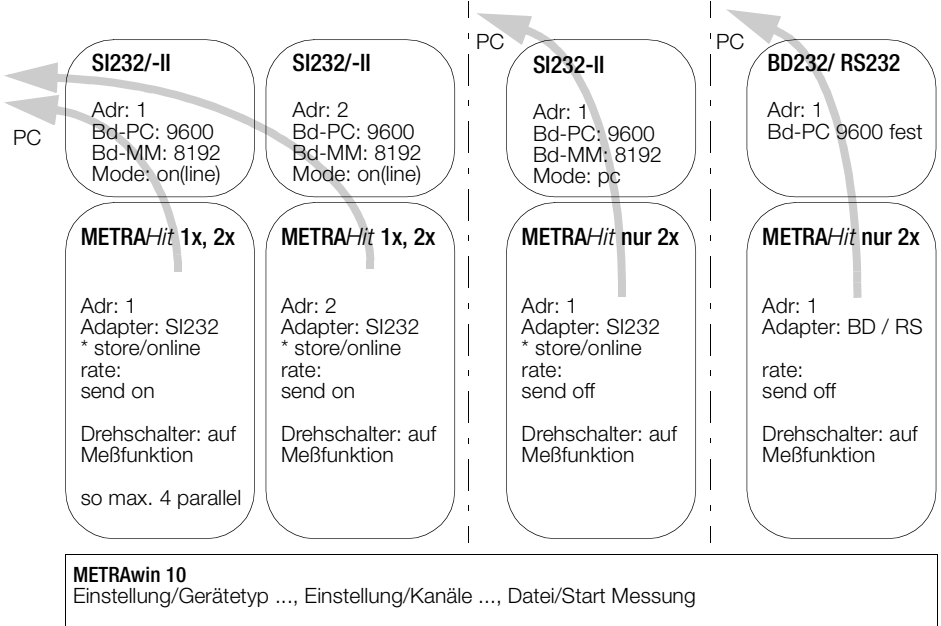 PC
SI232/-II
Adr: 1
Bd-PC: 9600
Bd-MM: 8192
Mode: on(line)
METRAHit 1x, 2x
Adr: 1
Adapter: SI232
* store/online
rate:
send on
Drehschalter: auf
Meßfunktion
so max. 4 parallel
SI232/-II
Adr: 2
Bd-PC: 9600
Bd-MM: 8192
Mode: on(line)
METRAHit 1x, 2x
Adr: 2
Adapter: SI232
* store/online
rate:
send on
Drehschalter: auf
Meßfunktion
PC
SI232-II
Adr: 1
Bd-PC: 9600
Bd-MM: 8192
Mode: pc
METRAHit nur 2x
Adr: 1
Adapter: SI232
* store/online
rate:
send off
Drehschalter: auf
Meßfunktion
PC
BD232/ RS232
Adr: 1
Bd-PC 9600 fest
METRAHit nur 2x
Adr: 1
Adapter: BD / RS
rate:
send off
Drehschalter: auf
Meßfunktion
METRAwin 10
Einstellung/Gerätetyp ..., Einstellung/Kanäle ..., Datei/Start Messung